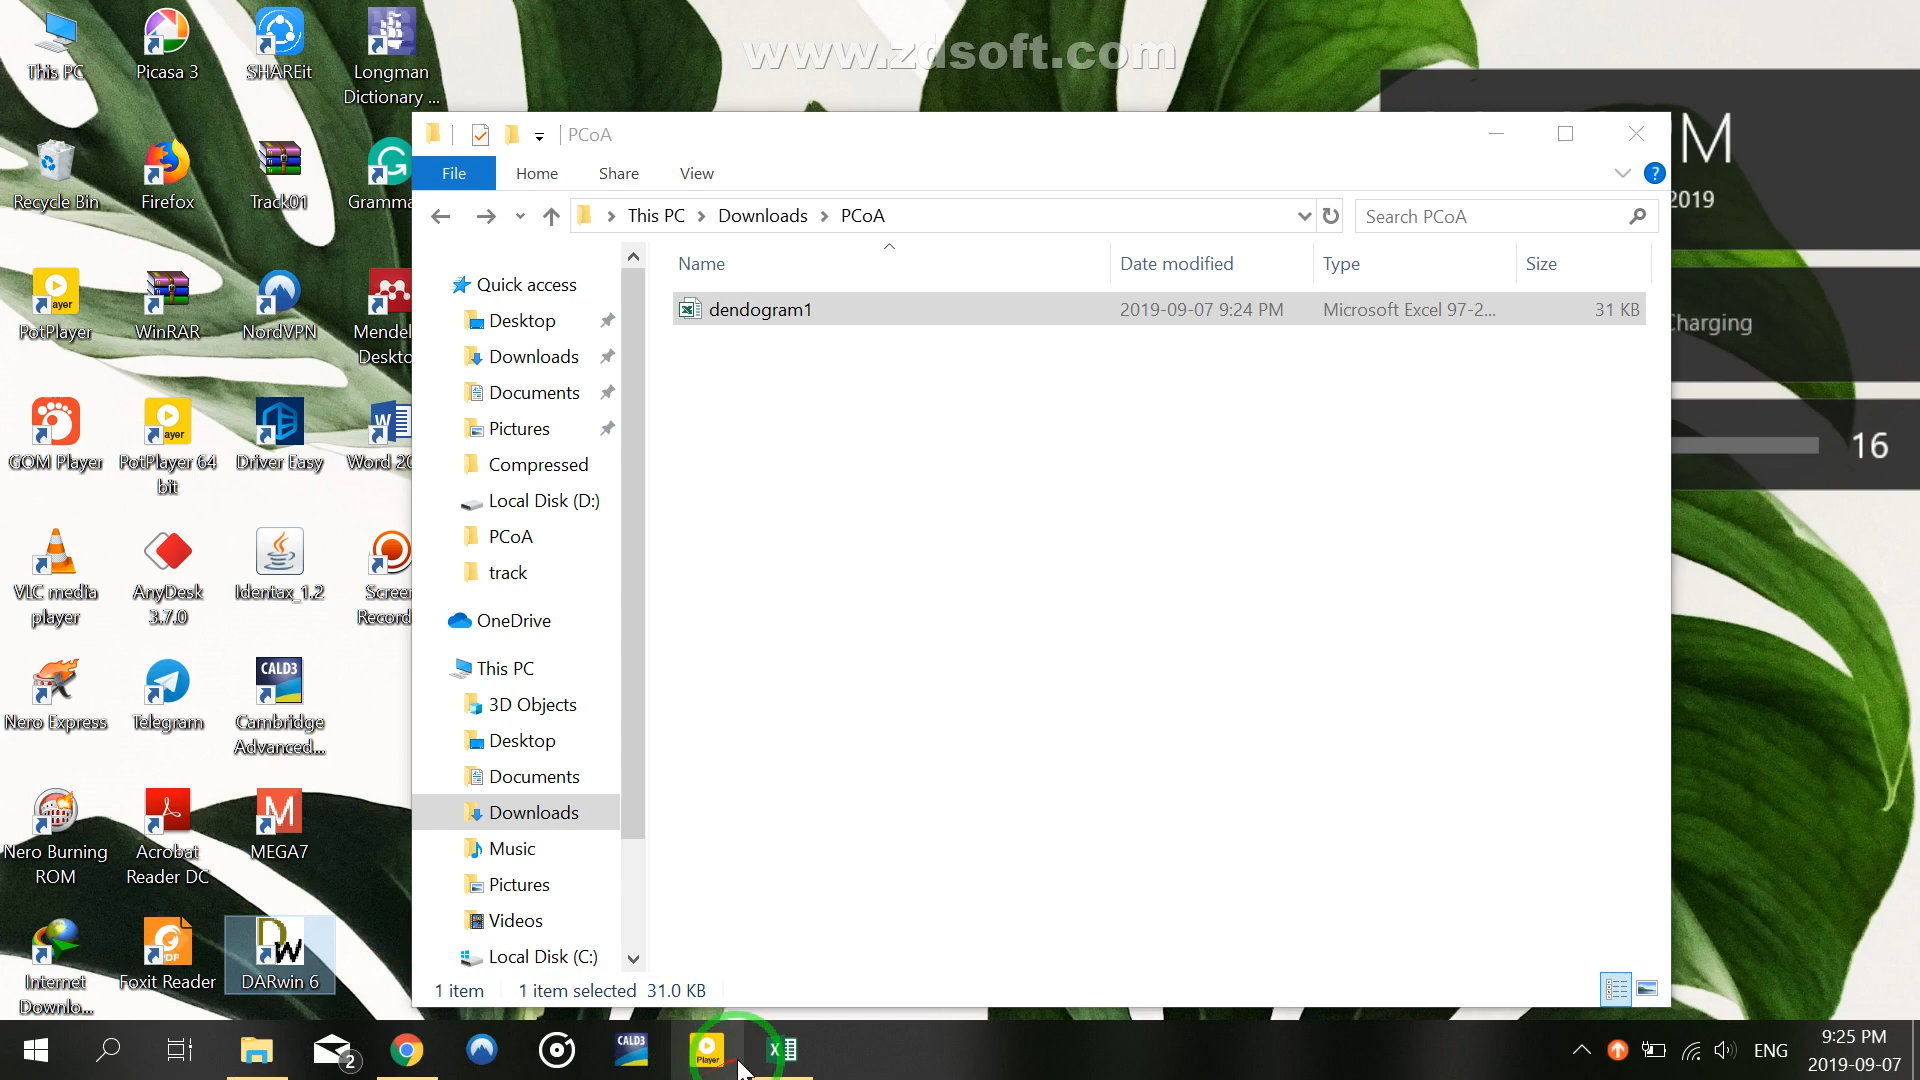 www.zdsoft.com
This PC
Picasa 3
SHAREit
Longman
Dictionary ...
Recycle Bin
Firefox
Track01
Gramma
PotPlayer
WinRAR
NordVPN
Mendel
Deskto
GOM Player
PotPlayer 64
bit
Driver Easy
Word 20
VLC media
player
AnyDesk
3.7.0
Identax_1.2
Scree
Record
Nero Express
Telegram
CALD3
Cambridge
Advanced...
Nero Burning
ROM
Acrobat
Reader DC
MEGA7
Internet
Downlo...
Foxit Reader
DARwin 6
PCoA
File
Home
Share
View
This PC
Downloads
PCoA
Search PCoA
Name
Date modified
Type
Size
dendogram1
2019-09-07 9:24 PM
Microsoft Excel 97-2...
31 KB
Quick access
Desktop
Downloads
Documents
Pictures
Compressed
Local Disk (D:)
PCoA
track
OneDrive
This PC
3D Objects
Desktop
Documents
Downloads
Music
Pictures
Videos
Local Disk (C:)
1 item
1 item selected 31.0 KB
M
2019
Charging
16
2
CALD3
Player
ENG
9:25 PM
2019-09-07